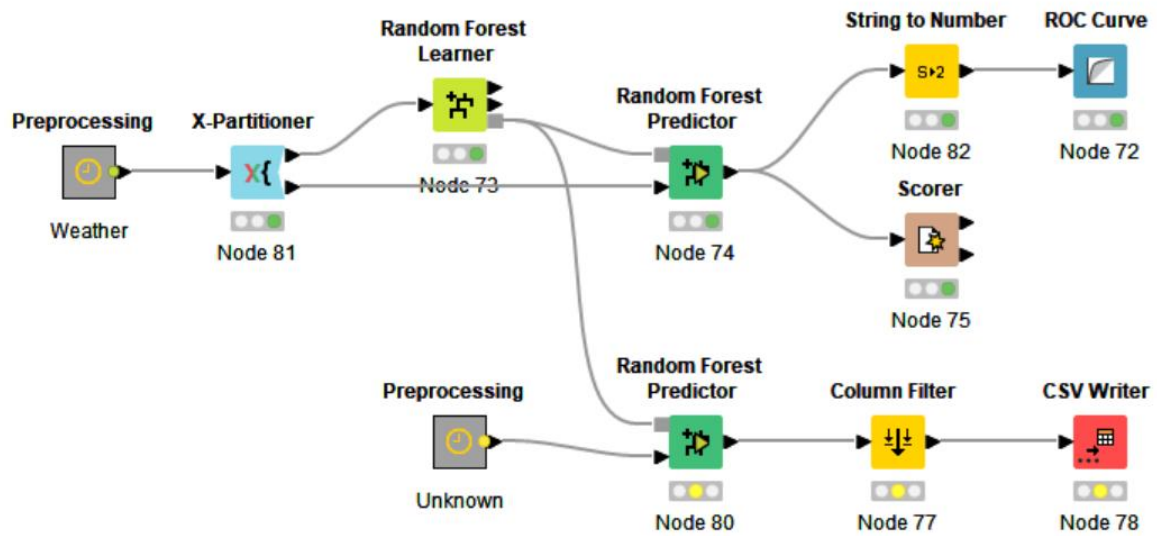 String to Number
ROC Curve
Random Forest
Learner
Random Forest
Predictor
S▸2
Preprocessing
X-Partitioner
X{
Node 82
Node 72
Node 73
Scorer
Weather
Node 81
Node 74
Node 75
Random Forest
Predictor
Preprocessing
Column Filter
CSV Writer
Unknown
Node 80
Node 77
Node 78